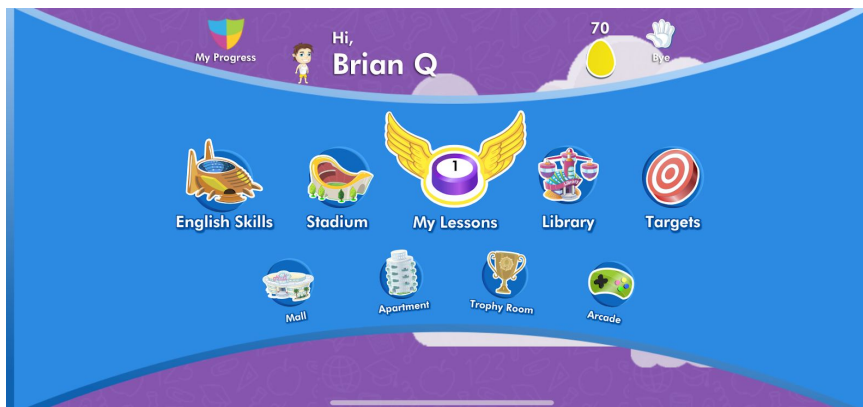 My Progress
Hi,
Brian Q
70
Bye
1
English Skills
Stadium
My Lessons
Library
Targets
Mall
Apartment
Trophy Room
Arcade